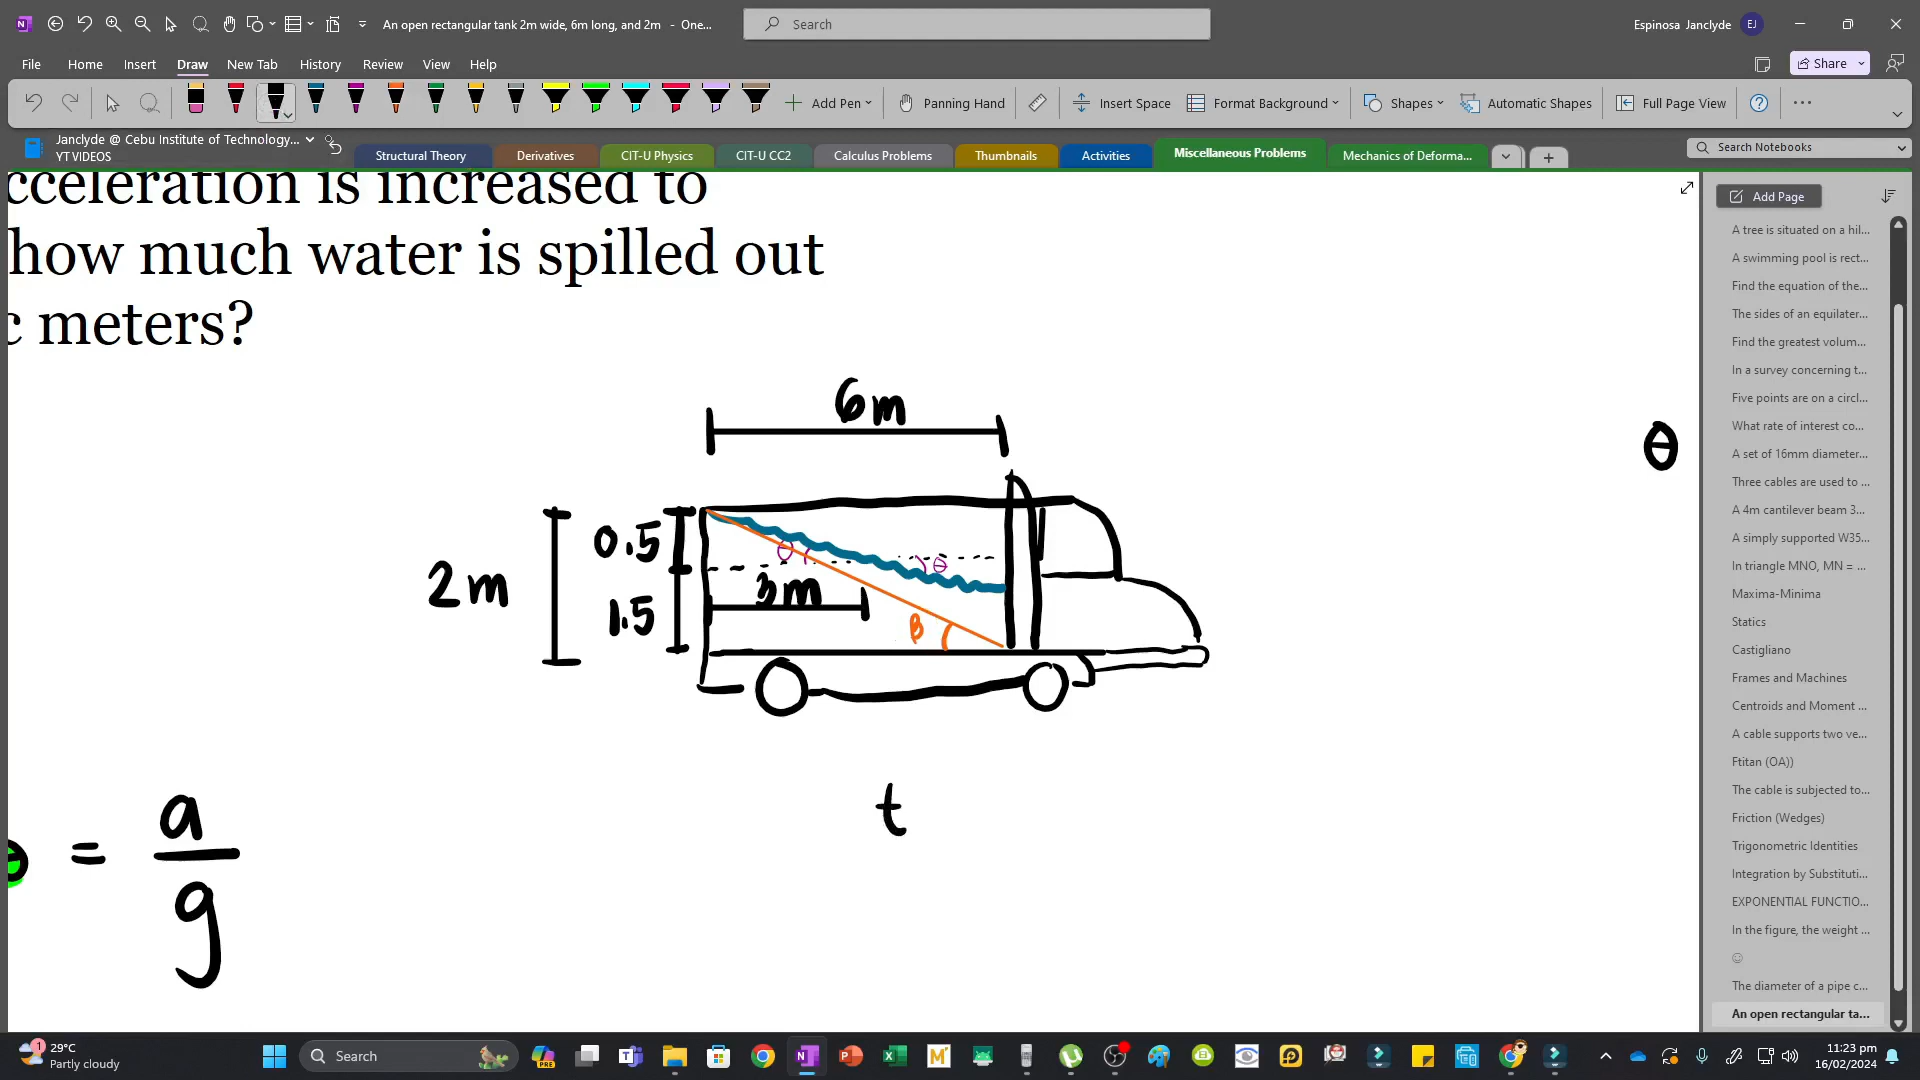 An open rectangular tank 2m wide, 6m long, and 2m - One...
Search
Espinosa Janclyde
EJ
File Home Insert Draw New Tab History Review View Help
Share
Add Pen
Panning Hand
Insert Space
Format Background
Shapes
Automatic Shapes
Full Page View
Janclyde @ Cebu Institute of Technology...
YT VIDEOS
Structural Theory
Derivatives
CIT-U Physics
CIT-U CC2
Calculus Problems
Thumbnails
Activities
Miscellaneous Problems
Mechanics of Deforma...
Search Notebooks
cceleration is increased to
how much water is spilled out
c meters?
6m
θ
0.5
θ
θ
2m
3m
1.5
β
t
θ = a
g
Add Page
A tree is situated on a hil...
A swimming pool is rect...
Find the equation of the...
The sides of an equilater...
Find the greatest volum...
In a survey concerning t...
Five points are on a circl...
What rate of interest co...
A set of 16mm diameter...
Three cables are used to ...
A 4m cantilever beam 3...
A simply supported W35...
In triangle MNO, MN = ...
Maxima-Minima
Statics
Castigliano
Frames and Machines
Centroids and Moment ...
A cable supports two ve...
Ftitan (OA))
The cable is subjected to...
Friction (Wedges)
Trigonometric Identities
Integration by Substituti...
EXPONENTIAL FUNCTIO...
In the figure, the weight ...
☺
The diameter of a pipe c...
An open rectangular ta...
1
29°C
Partly cloudy
Search
PRE
11:23 pm
16/02/2024